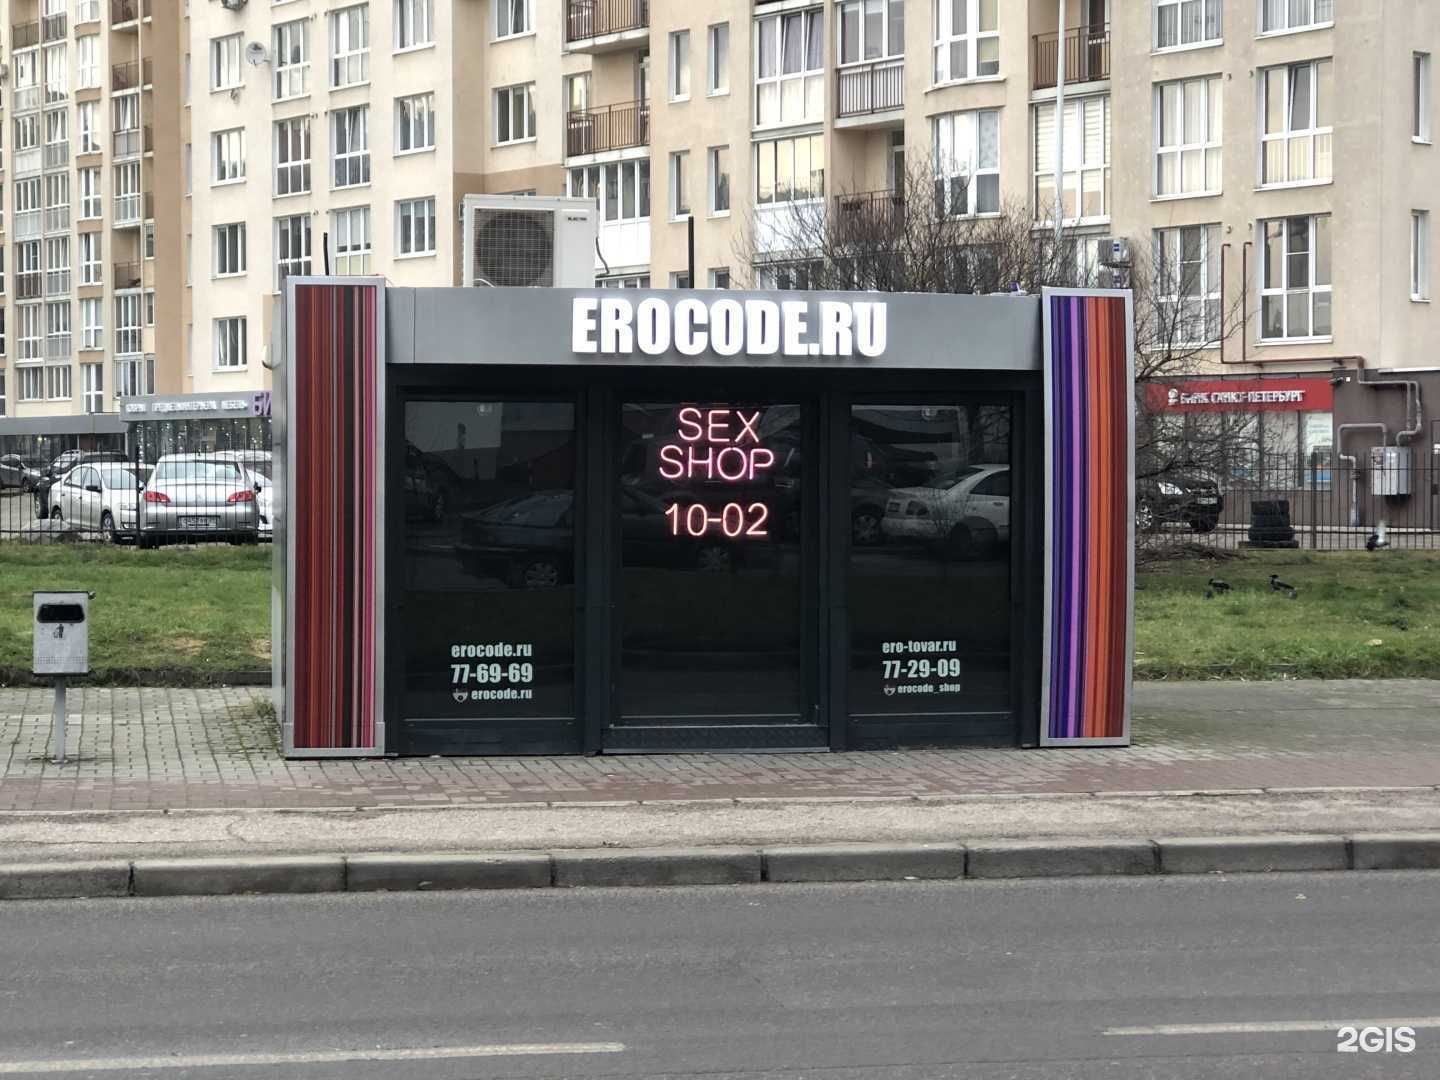 EROCODE.RU
SEX
SHOP
10-02
erocode.ru
77-69-69
erocode.ru
ero-tovar.ru
77-29-09
erocode_shop
БАНК САНКТ-ПЕТЕРБУРГ
2GIS